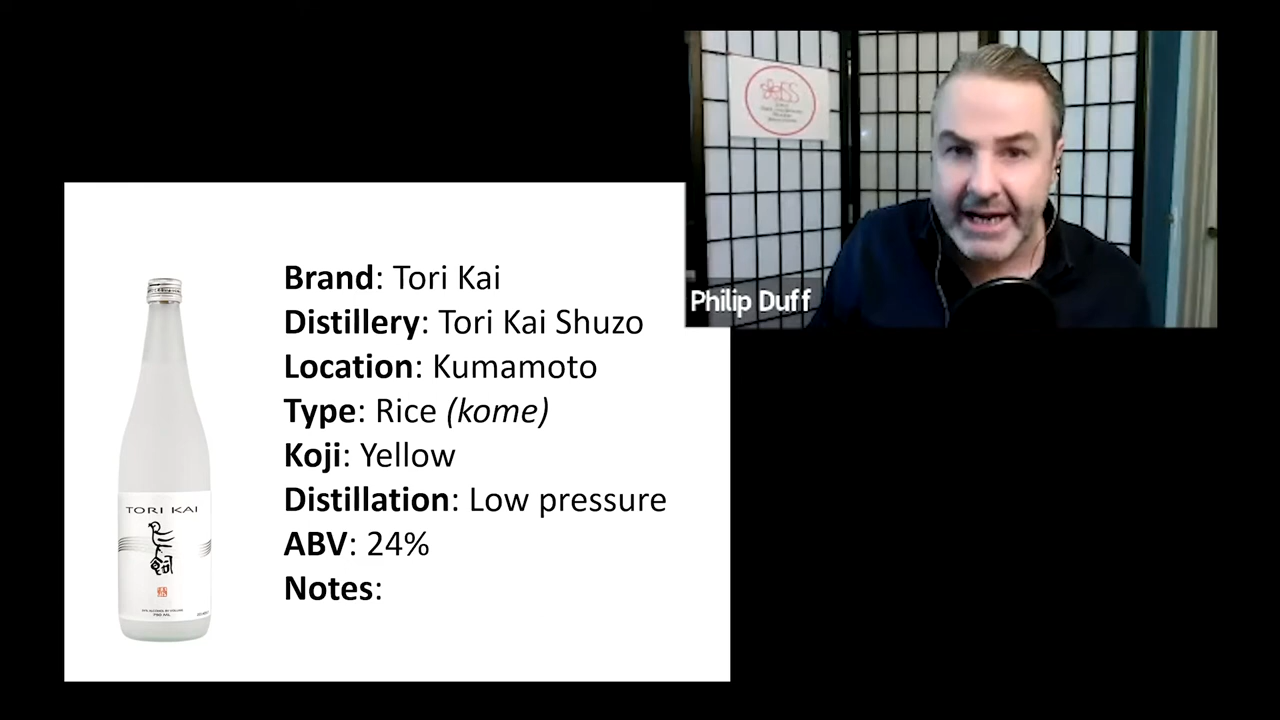 Brand: Tori Kai
Distillery: Tori Kai Shuzo
Location: Kumamoto
Type: Rice (kome)
Koji: Yellow
Distillation: Low pressure
ABV: 24%
Notes:
TORI KAI
Philip Duff